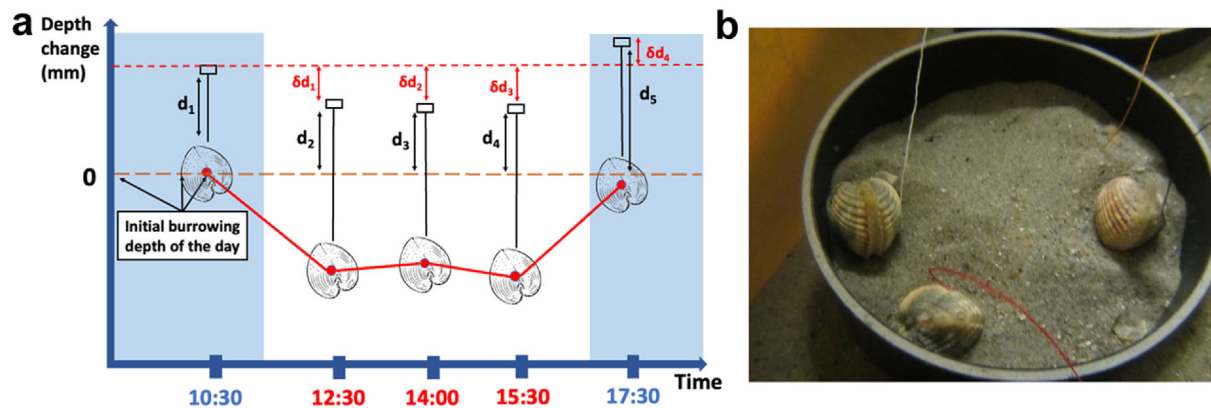 a
Depth
change
(mm)
d1
δd1
d2
δd2
d3
δd3
d4
δd4
d5
0
Initial burrowing
depth of the day
10:30
12:30
14:00
15:30
17:30
Time
b